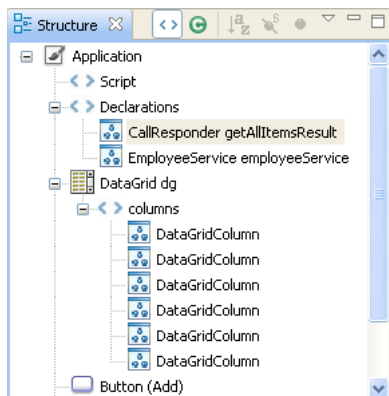 Structure
Application
Script
Declarations
CallResponder getAllItemsResult
EmployeeService employeeService
DataGrid dg
columns
DataGridColumn
DataGridColumn
DataGridColumn
DataGridColumn
DataGridColumn
DataGridColumn
Button (Add)